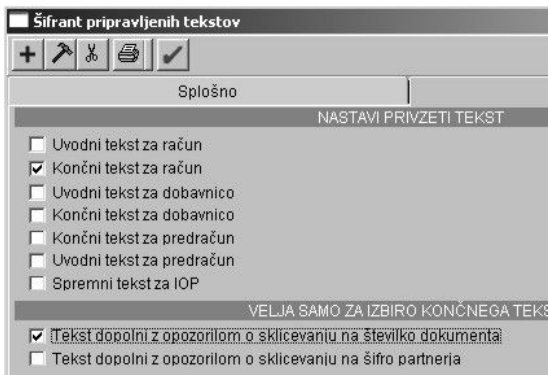 Šifrant pripravljenih tekstov
Splošno
NASTAVI PRIVZETI TEKST
Uvodni tekst za račun
Končni tekst za račun
Uvodni tekst za dobavnico
Končni tekst za dobavnico
Končni tekst za predračun
Uvodni tekst za predračun
Spremni tekst za IOP
VELJA SAMO ZA IZBIRO KONČNEGA
Tekst dopolni z opozorilom o sklicevanju na številko dokumenta
Tekst dopolni z opozorilom o sklicevanju na šifro partnerja